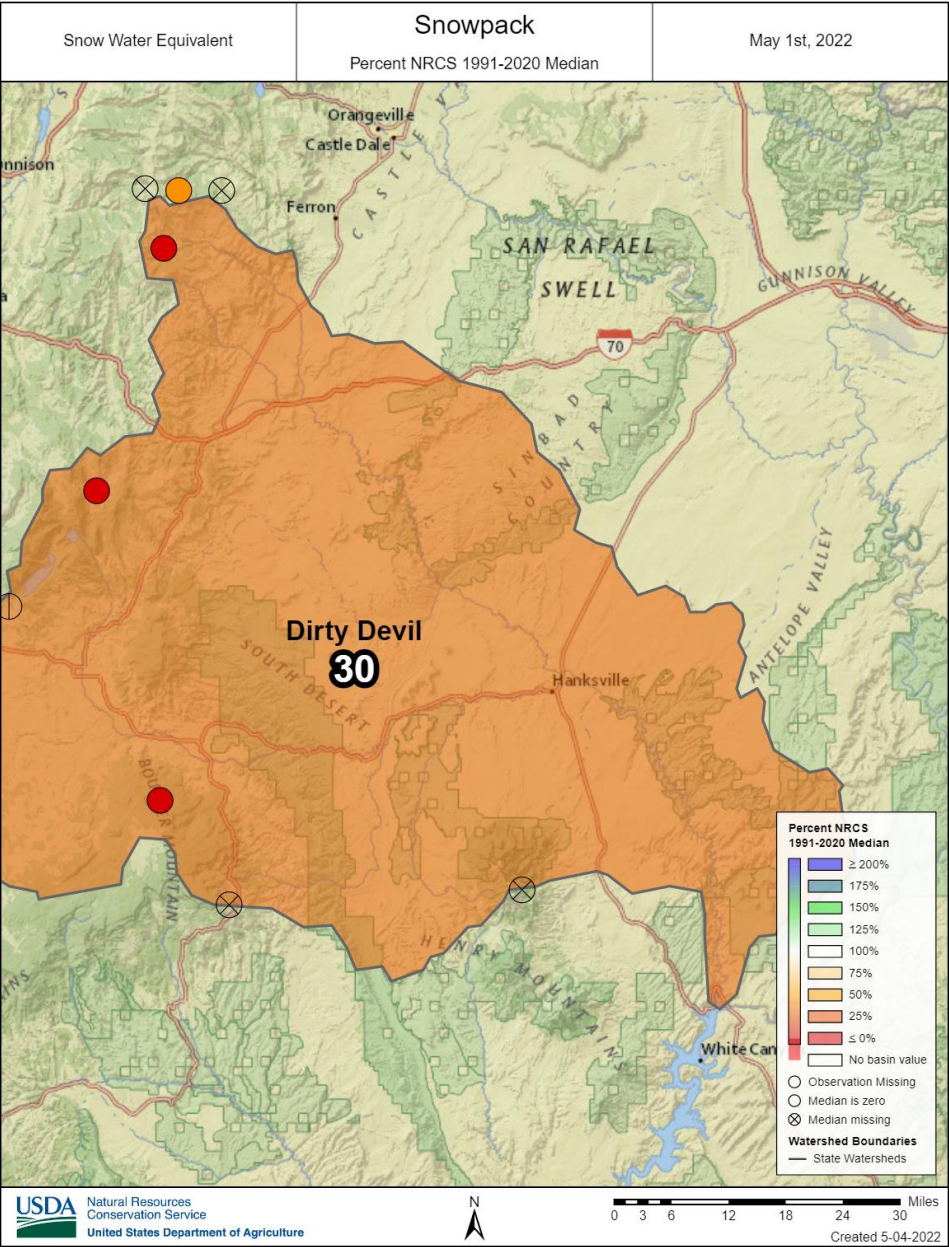 Snow Water Equivalent
Snowpack
Percent NRCS 1991-2020 Median
May 1st, 2022
Orangeville
Castle Dale
nnison
Ferron
SAN RAFAEL
SWELL
GUNNISON VALLEY
70
SINBAD
COUNTRY
ANTELOPE VALLEY
Dirty Devil
30
SOUTH DESERT
Hanksville
HENRY MOUNTAINS
White Can
Percent NRCS
1991-2020 Median
≥ 200%
175%
150%
125%
100%
75%
50%
25%
≤ 0%
No basin value
Observation Missing
Median is zero
Median missing
Watershed Boundaries
State Watersheds
USDA
Natural Resources
Conservation Service
United States Department of Agriculture
N
Miles
0 3 6 12 18 24 30
Created 5-04-2022